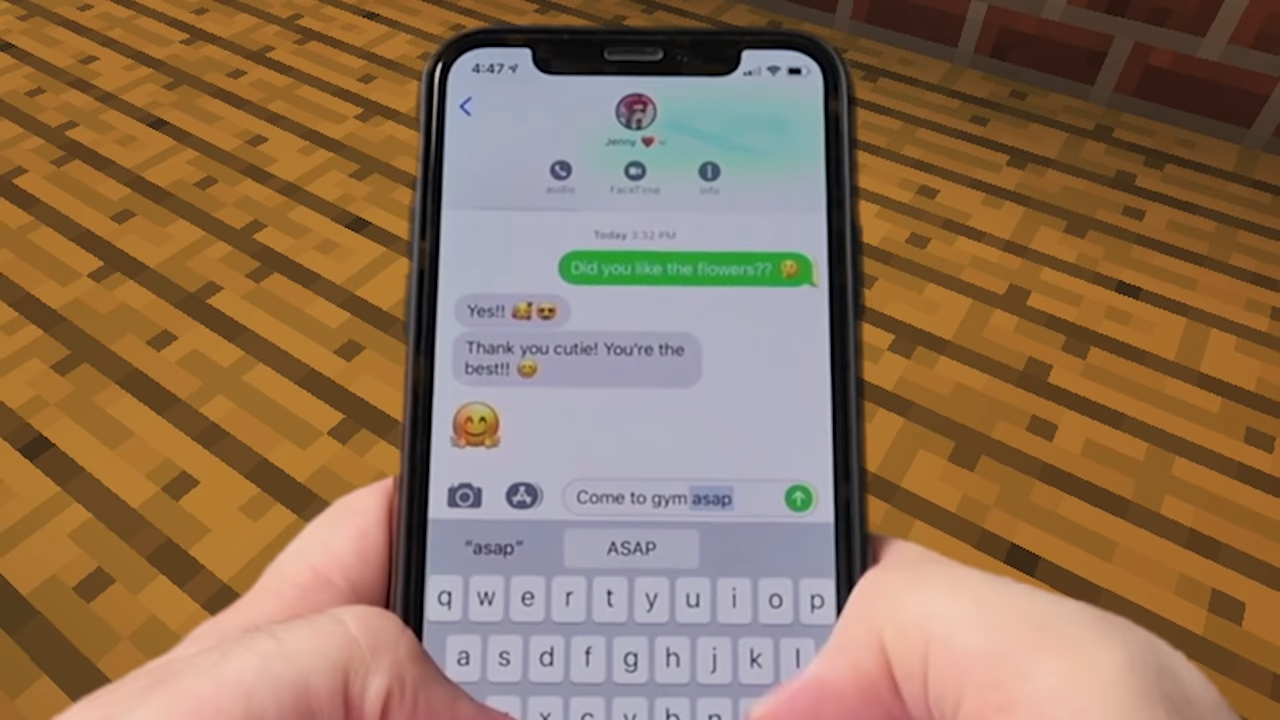 4:47
Jenny ❤️
audio FaceTime info
Today 3:32 PM
Did you like the flowers?? 🤔
Yes!! 🥰😍
Thank you cutie! You're the
best!! 😊
🤗
Come to gym asap
"asap" ASAP
q w e r t y u i o p
a s d f g h j k l
x c v b n